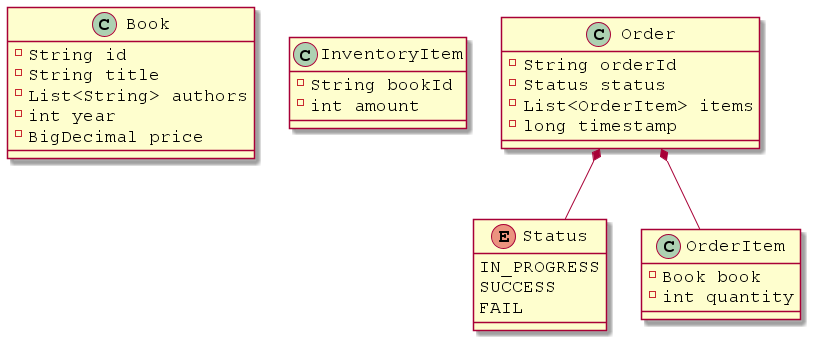 C Book
String id
String title
List<String> authors
int year
BigDecimal price
C InventoryItem
String bookId
int amount
C Order
String orderId
Status status
List<OrderItem> items
long timestamp
E Status
IN_PROGRESS
SUCCESS
FAIL
C OrderItem
Book book
int quantity